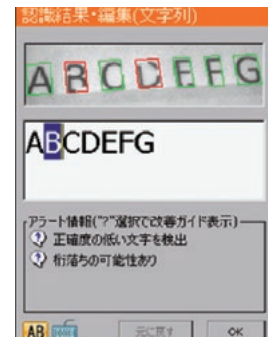 認識結果・編集(文字列)
ABCDEFG
ABCDEFG
アラート情報("?"選択で改善ガイド表示)
? 正確度の低い文字を検出
? 桁落ちの可能性あり
AB
元に戻す
OK